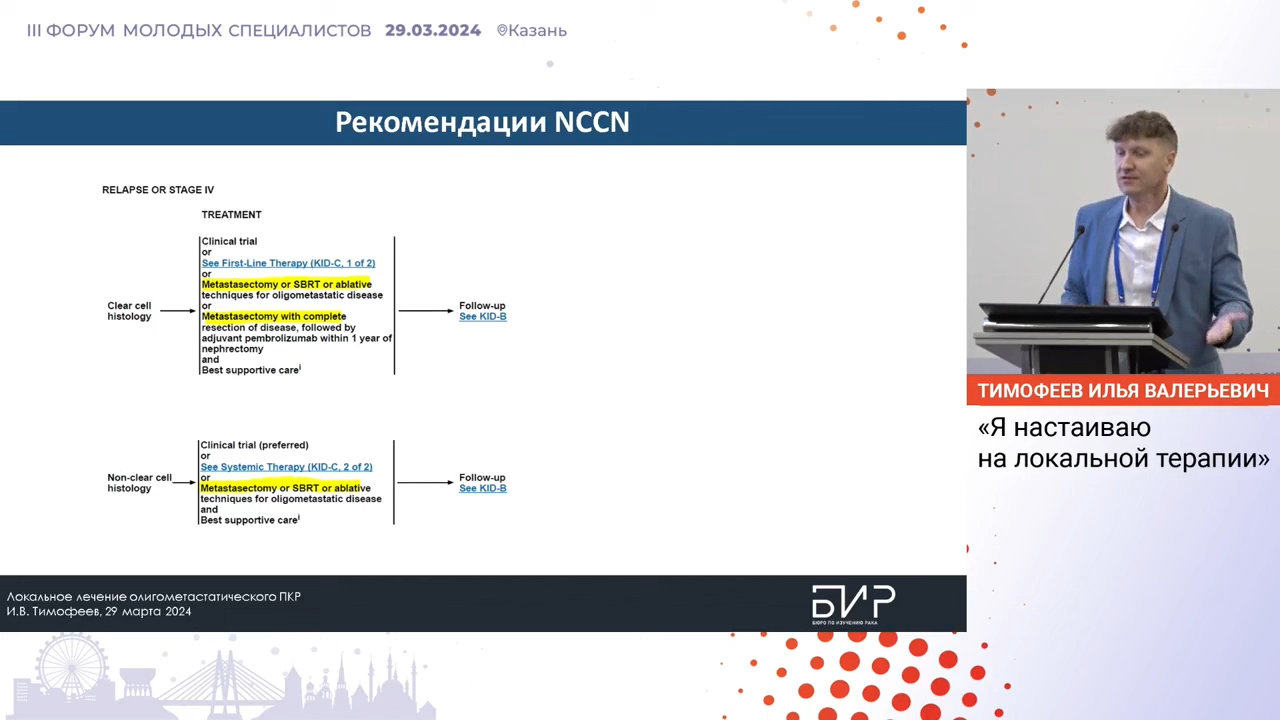 III ФОРУМ МОЛОДЫХ СПЕЦИАЛИСТОВ 29.03.2024 Казань
Рекомендации NCCN
RELAPSE OR STAGE IV
TREATMENT
Clear cell
histology
Clinical trial
or
See First-Line Therapy (KID-C, 1 of 2)
or
Metastasectomy or SBRT or ablative
techniques for oligometastatic disease
or
Metastasectomy with complete
resection of disease, followed by
adjuvant pembrolizumab within 1 year of
nephrectomy
and
Best supportive care^i
Follow-up
See KID-B
Non-clear cell
histology
Clinical trial (preferred)
or
See Systemic Therapy (KID-C, 2 of 2)
or
Metastasectomy or SBRT or ablative
techniques for oligometastatic disease
and
Best supportive care^i
Follow-up
See KID-B
Локальное лечение олигометастатического ПКР
И.В. Тимофеев, 29 марта 2024
БИР
БЮРО ПО ИЗУЧЕНИЮ РАКА
ТИМОФЕЕВ ИЛЬЯ ВАЛЕРЬЕВИЧ
«Я настаиваю
на локальной терапии»